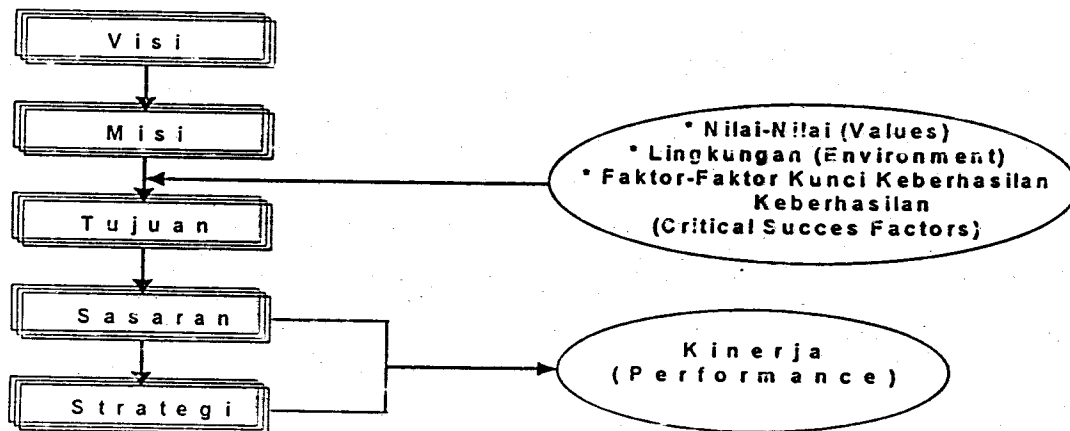 Visi
Misi
* Nilai-Nilai (Values)
* Lingkungan (Environment)
* Faktor-Faktor Kunci Keberhasilan
Keberhasilan
(Critical Succes Factors)
Tujuan
Sasaran
Kinerja
(Performance)
Strategi